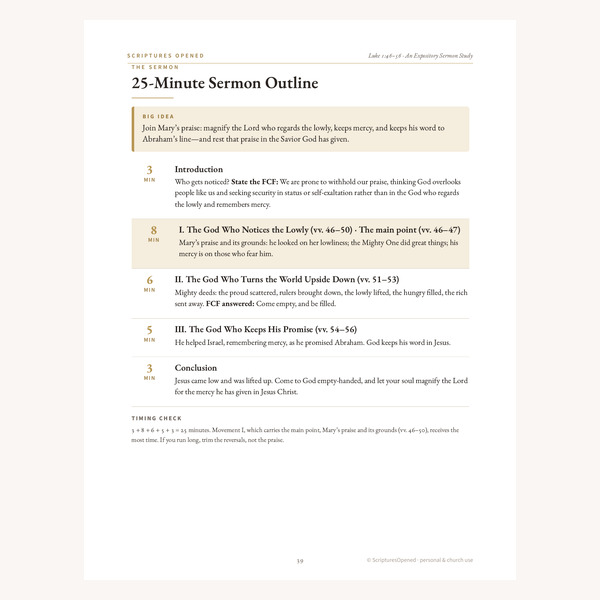 SCRIPTURES OPENED
Luke 1:46–56 · An Expository Sermon Study
THE SERMON
25-Minute Sermon Outline
BIG IDEA
Join Mary's praise: magnify the Lord who regards the lowly, keeps mercy, and keeps his word to
Abraham's line—and rest that praise in the Savior God has given.
3
MIN
Introduction
Who gets noticed? State the FCF: We are prone to withhold our praise, thinking God overlooks
people like us and seeking security in status or self-exaltation rather than in the God who regards
the lowly and remembers mercy.
8
MIN
I. The God Who Notices the Lowly (vv. 46–50) · The main point (vv. 46–47)
Mary's praise and its grounds: he looked on her lowliness; the Mighty One did great things; his
mercy is on those who fear him.
6
MIN
II. The God Who Turns the World Upside Down (vv. 51–53)
Mighty deeds: the proud scattered, rulers brought down, the lowly lifted, the hungry filled, the rich
sent away. FCF answered: Come empty, and be filled.
5
MIN
III. The God Who Keeps His Promise (vv. 54–56)
He helped Israel, remembering mercy, as he promised Abraham. God keeps his word in Jesus.
3
MIN
Conclusion
Jesus came low and was lifted up. Come to God empty-handed, and let your soul magnify the Lord
for the mercy he has given in Jesus Christ.
TIMING CHECK
3 + 8 + 6 + 5 + 3 = 25 minutes. Movement I, which carries the main point, Mary's praise and its grounds (vv. 46–50), receives the
most time. If you run long, trim the reversals, not the praise.
19
© ScripturesOpened · personal & church use